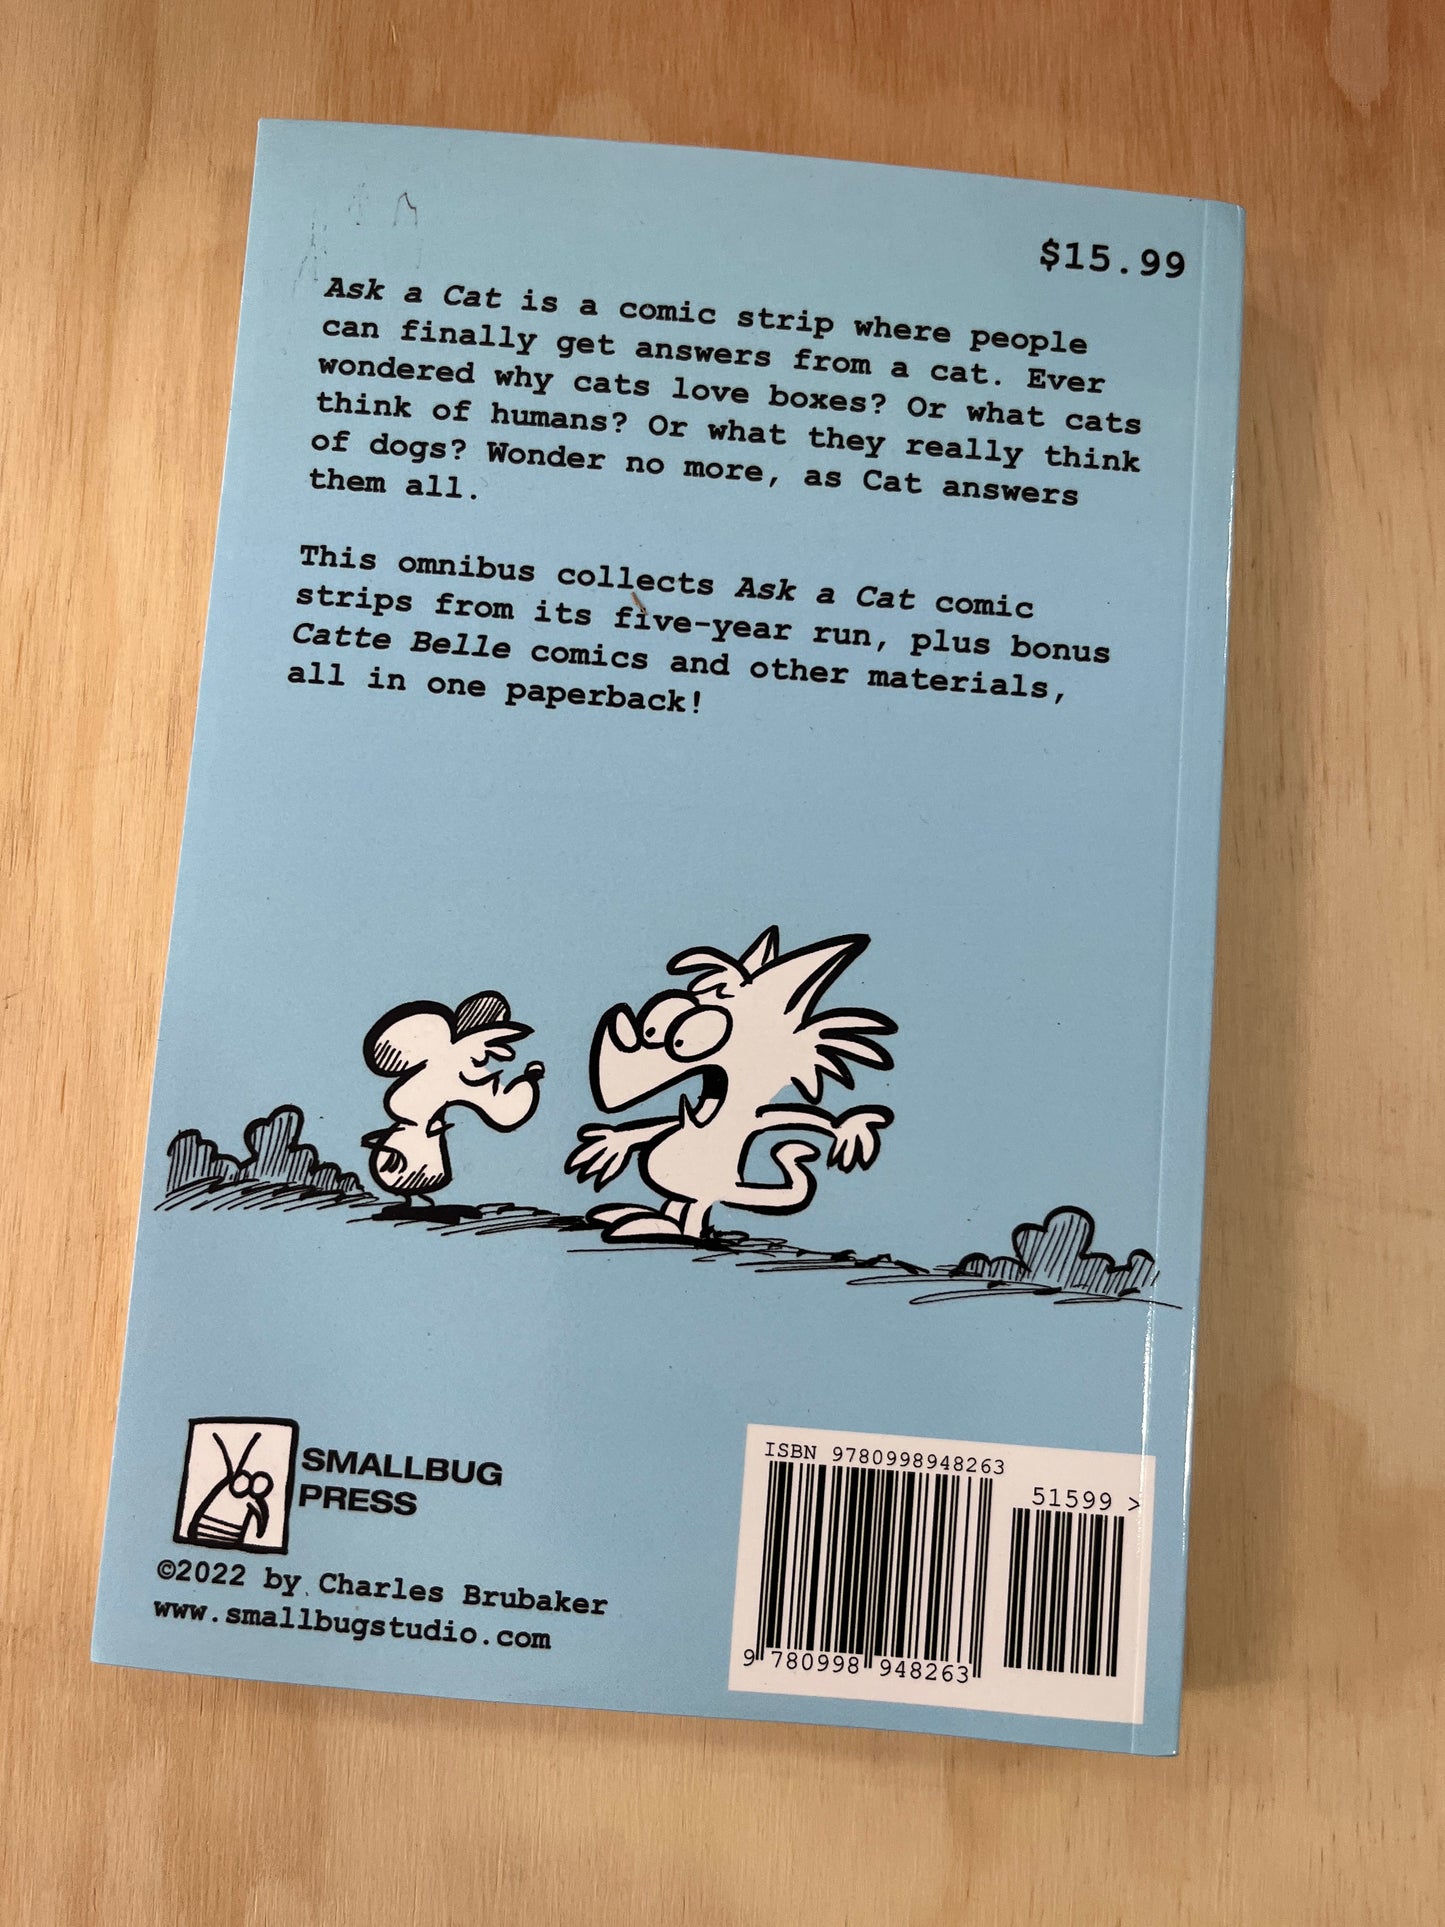 $15.99
Ask a Cat is a comic strip where people
can finally get answers from a cat. Ever
wondered why cats love boxes? Or what cats
think of humans? Or what they really think
of dogs? Wonder no more, as Cat answers
them all.
This omnibus collects Ask a Cat comic
strips from its five-year run, plus bonus
Catte Belle comics and other materials,
all in one paperback!
SMALLBUG
PRESS
©2022 by Charles Brubaker
www.smallbugstudio.com
ISBN 9780998948263
51599 >
9 780998 948263